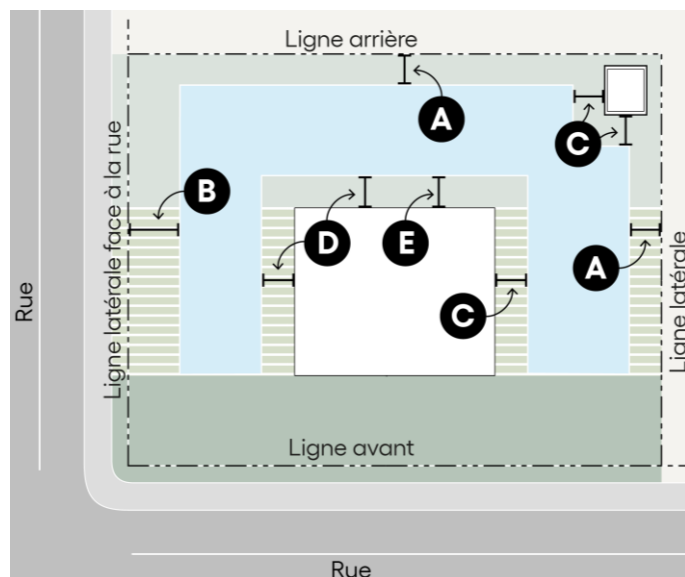 Ligne arrière
A
C
B
D
E
A
C
Ligne latérale face à la rue
Ligne latérale
Rue
Ligne avant
Rue